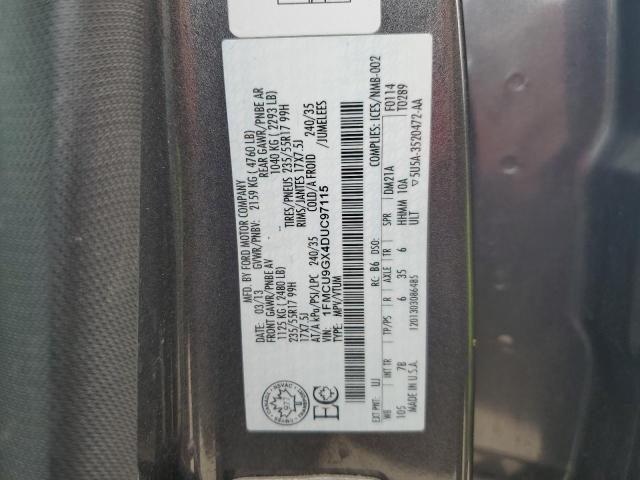 MFD. BY FORD MOTOR COMPANY
DATE: 03/13 GVWR/PNBV: 2159 KG ( 4760 LB)
FRONT GAWR/PNBE AV REAR GAWR/PNBE AR
1125 KG ( 2480 LB) 1040 KG ( 2293 LB)
235/55R17 99H TIRES/PNEUS 235/55R17 99H
17X7.5J RIMS/JANTES 17X7.5J
AT/A kPa/PSI/LPC 240/35 COLD/A FROID 240/35
VIN: 1FMCU9GX4DUC97115 /JUMELEES
TYPE: MPV/VTUM
EC COMPLIES: ICES/NMB-002
EXT PNT: UJ RC: B6 DSO: F0114
WB INT TR TP/PS R AXLE TR SPR DM21A T0289
105 7B 6 35 6 HHMM 10A
MADE IN U.S.A. 1201303086485 ULT ▽5U5A-3520472-AA